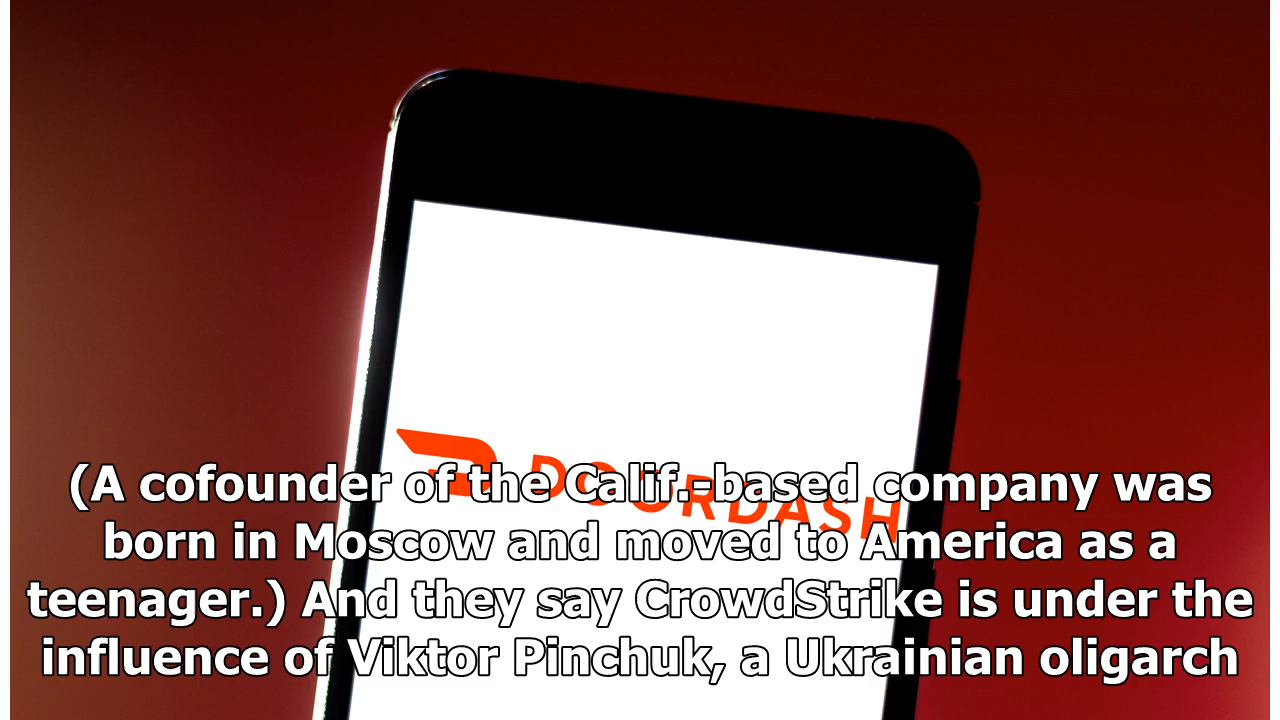 DOORDASH
(A cofounder of the Calif.-based company was
born in Moscow and moved to America as a
teenager.) And they say CrowdStrike is under the
influence of Viktor Pinchuk, a Ukrainian oligarch